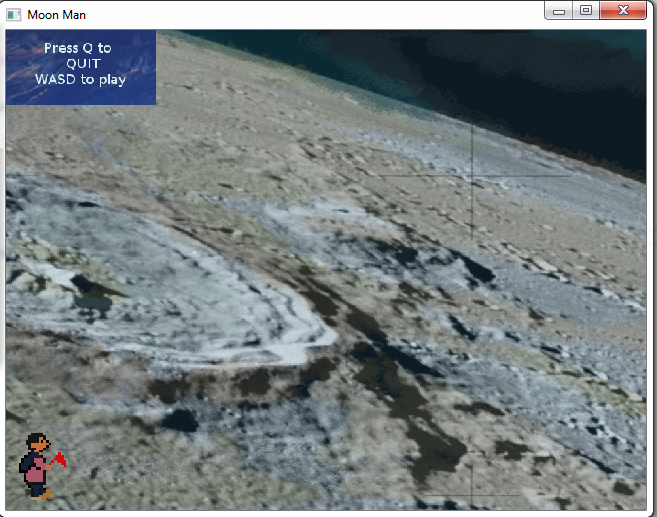 Moon Man
Press Q to
QUIT
WASD to play